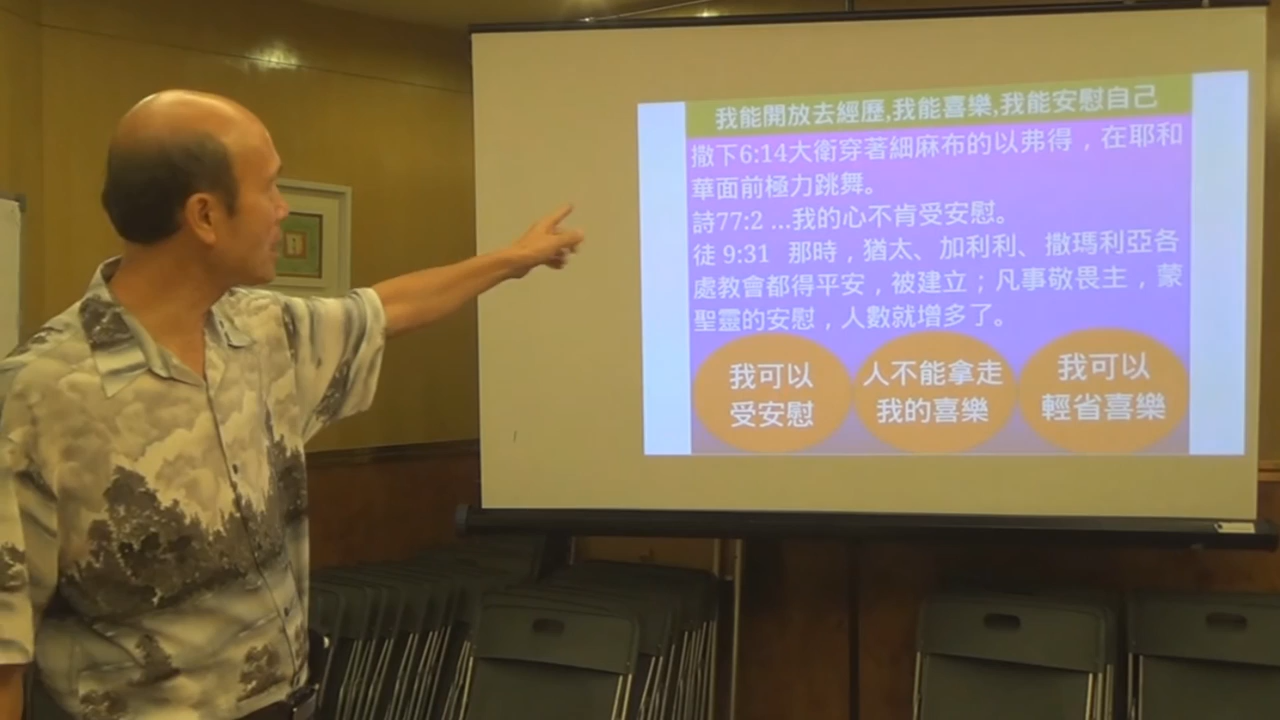 我能開放去經歷,我能喜樂,我能安慰自己
撒下6:14大衛穿著細麻布的以弗得，在耶和
華面前極力跳舞。
詩77:2 ...我的心不肯受安慰。
徒 9:31 那時，猶太、加利利、撒瑪利亞各
處教會都得平安，被建立；凡事敬畏主，蒙
聖靈的安慰，人數就增多了。
我可以
受安慰
人不能拿走
我的喜樂
我可以
輕省喜樂